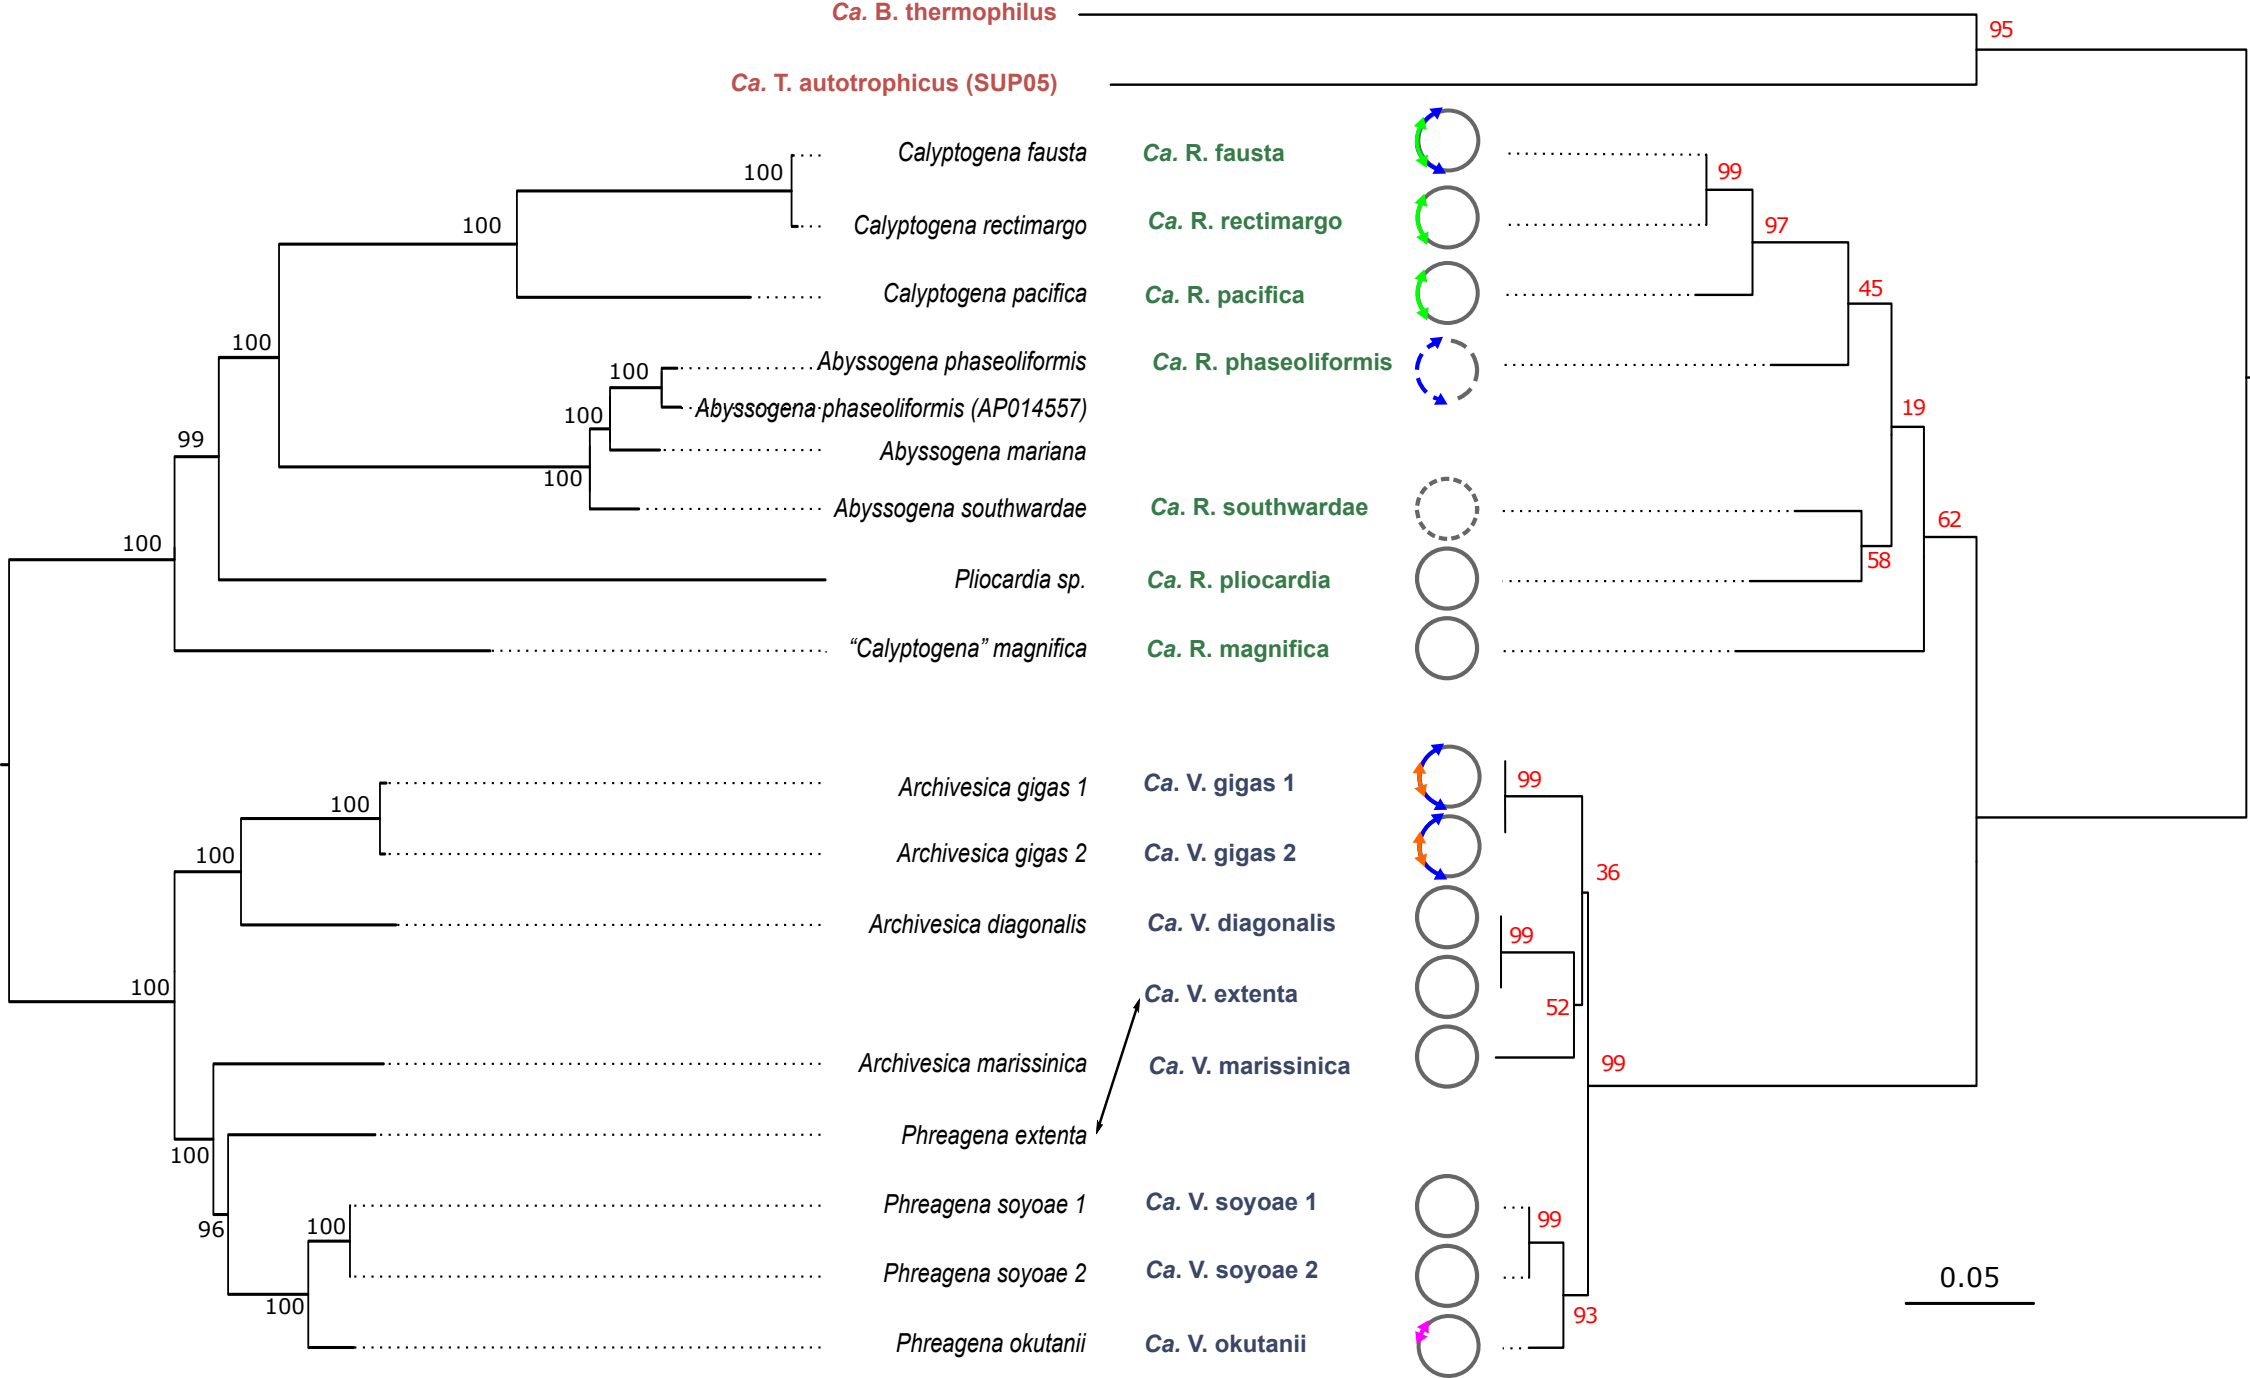 Ca. B. thermophilus
95
Ca. T. autotrophicus (SUP05)
Calyptogena fausta
Ca. R. fausta
100
99
Calyptogena rectimargo
Ca. R. rectimargo
100
97
Calyptogena pacifica
Ca. R. pacifica
45
100
Abyssogena phaseoliformis
Ca. R. phaseoliformis
100
Abyssogena phaseoliformis (AP014557)
100
19
99
Abyssogena mariana
100
Abyssogena southwardae
Ca. R. southwardae
62
100
58
Pliocardia sp.
Ca. R. pliocardia
“Calyptogena” magnifica
Ca. R. magnifica
Archivesica gigas 1
Ca. V. gigas 1
99
100
Archivesica gigas 2
Ca. V. gigas 2
100
36
Archivesica diagonalis
Ca. V. diagonalis
99
100
Ca. V. extenta
52
Archivesica marissinica
Ca. V. marissinica
99
Phreagena extenta
100
Phreagena soyoae 1
Ca. V. soyoae 1
96
100
99
Phreagena soyoae 2
Ca. V. soyoae 2
0.05
100
93
Phreagena okutanii
Ca. V. okutanii